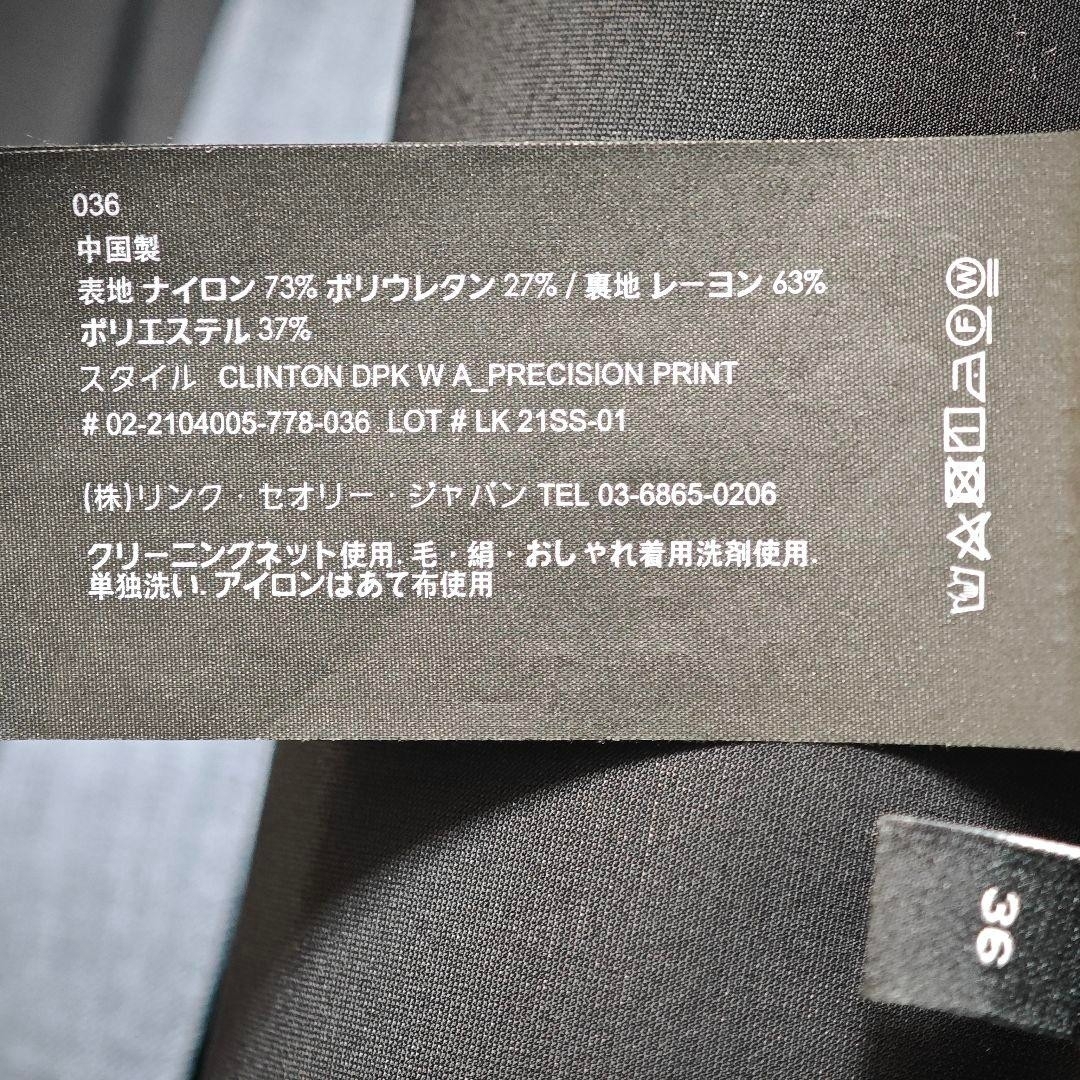 036
中国製
表地 ナイロン 73% ポリウレタン 27% / 裏地 レーヨン 63%
ポリエステル 37%
スタイル CLINTON DPK W A_PRECISION PRINT
# 02-2104005-778-036 LOT # LK 21SS-01
(株)リンク・セオリー・ジャパン TEL 03-6865-0206
クリーニングネット使用. 毛・絹・おしゃれ着用洗剤使用.
単独洗い. アイロンはあて布使用
W
F
36